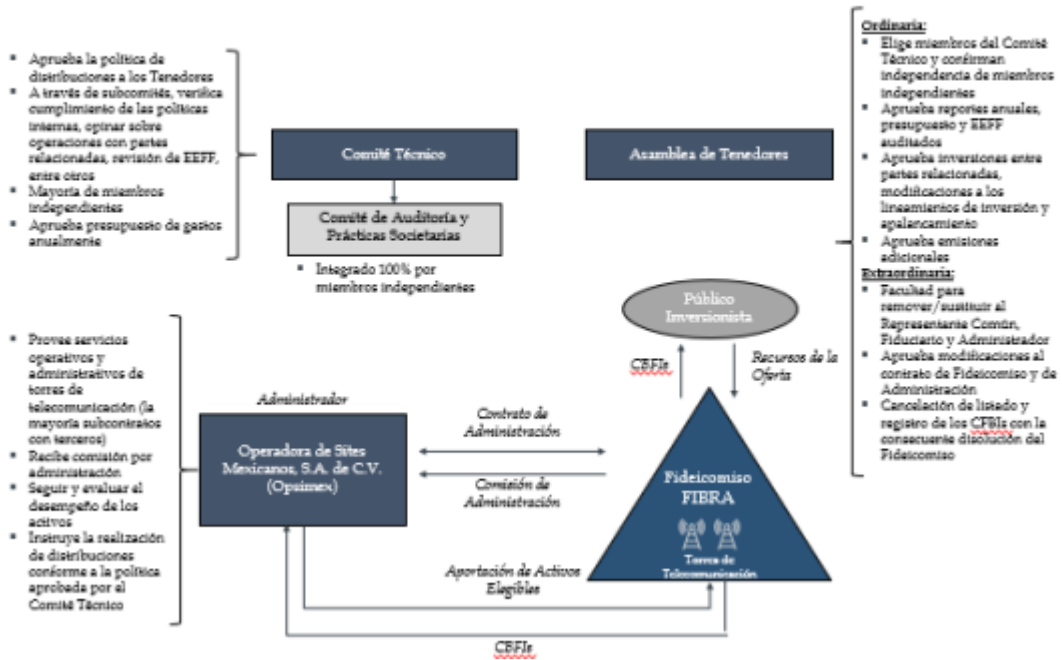 ▪ Aprueba la política de
distribuciones a los Tenedores
▪ A través de subcomités, verifica
cumplimiento de las políticas
internas, opinar sobre
operaciones con partes
relacionadas, revisión de EEFF,
entre otros
▪ Mayoría de miembros
independientes
▪ Aprueba presupuesto de gastos
anualmente
Comité Técnico
Comité de Auditoría y
Prácticas Societarias
▪ Integrado 100% por
miembros independientes
Asamblea de Tenedores
Ordinaria:
▪ Elige miembros del Comité
Técnico y confirman
independencia de miembros
independientes
▪ Aprueba reportes anuales,
presupuesto y EEFF
auditados
▪ Aprueba inversiones entre
partes relacionadas,
modificaciones a los
lineamientos de inversión y
apalancamiento
▪ Aprueba emisiones
adicionales
Extraordinaria:
▪ Facultad para
remover/sustituir al
Representante Común,
Fiduciario y Administrador
▪ Aprueba modificaciones al
contrato de Fideicomiso y de
Administración
▪ Cancelación de listado y
registro de los CFBIs con la
consecuente disolución del
Fideicomiso
Público
Inversionista
CBFIs
Recursos de la
Oferta
▪ Provee servicios
operativos y
administrativos de
torres de
telecomunicación (la
mayoría subcontratos
con terceros)
▪ Recibe comisión por
administración
▪ Seguir y evaluar el
desempeño de los
activos
▪ Instruye la realización
de distribuciones
conforme a la política
aprobada por el
Comité Técnico
Administrador
Operadora de Sites
Mexicanos, S.A. de C.V.
(Opsimex)
Contrato de
Administración
Comisión de
Administración
Fideicomiso
FIBRA
Torres de
Telecomunicación
Aportación de Activos
Elegibles
CBFIs